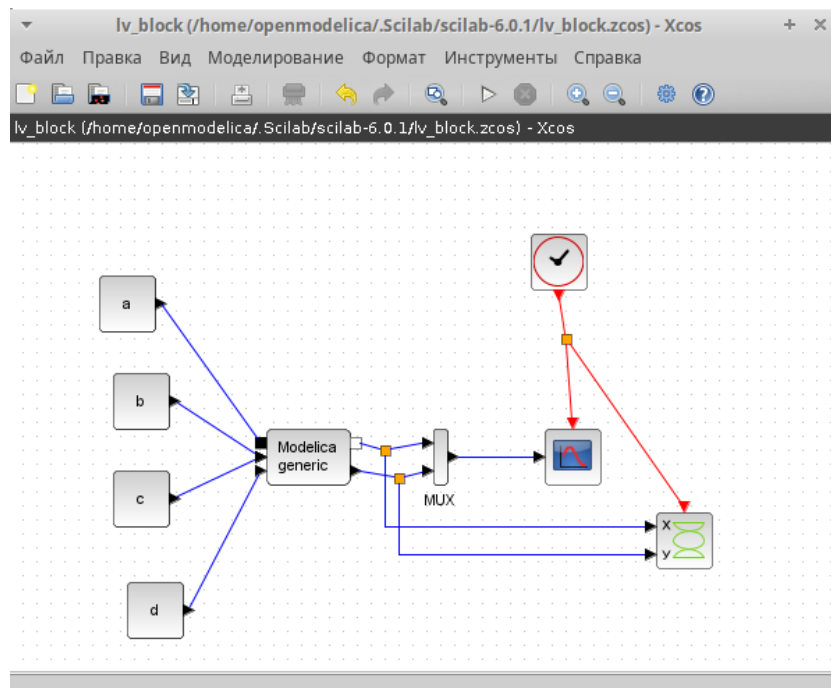 lv_block (/home/openmodelica/.Scilab/scilab-6.0.1/lv_block.zcos) - Xcos
Файл Правка Вид Моделирование Формат Инструменты Справка
lv_block (/home/openmodelica/.Scilab/scilab-6.0.1/lv_block.zcos) - Xcos
a
b
Modelica
generic
c
MUX
X
y
d